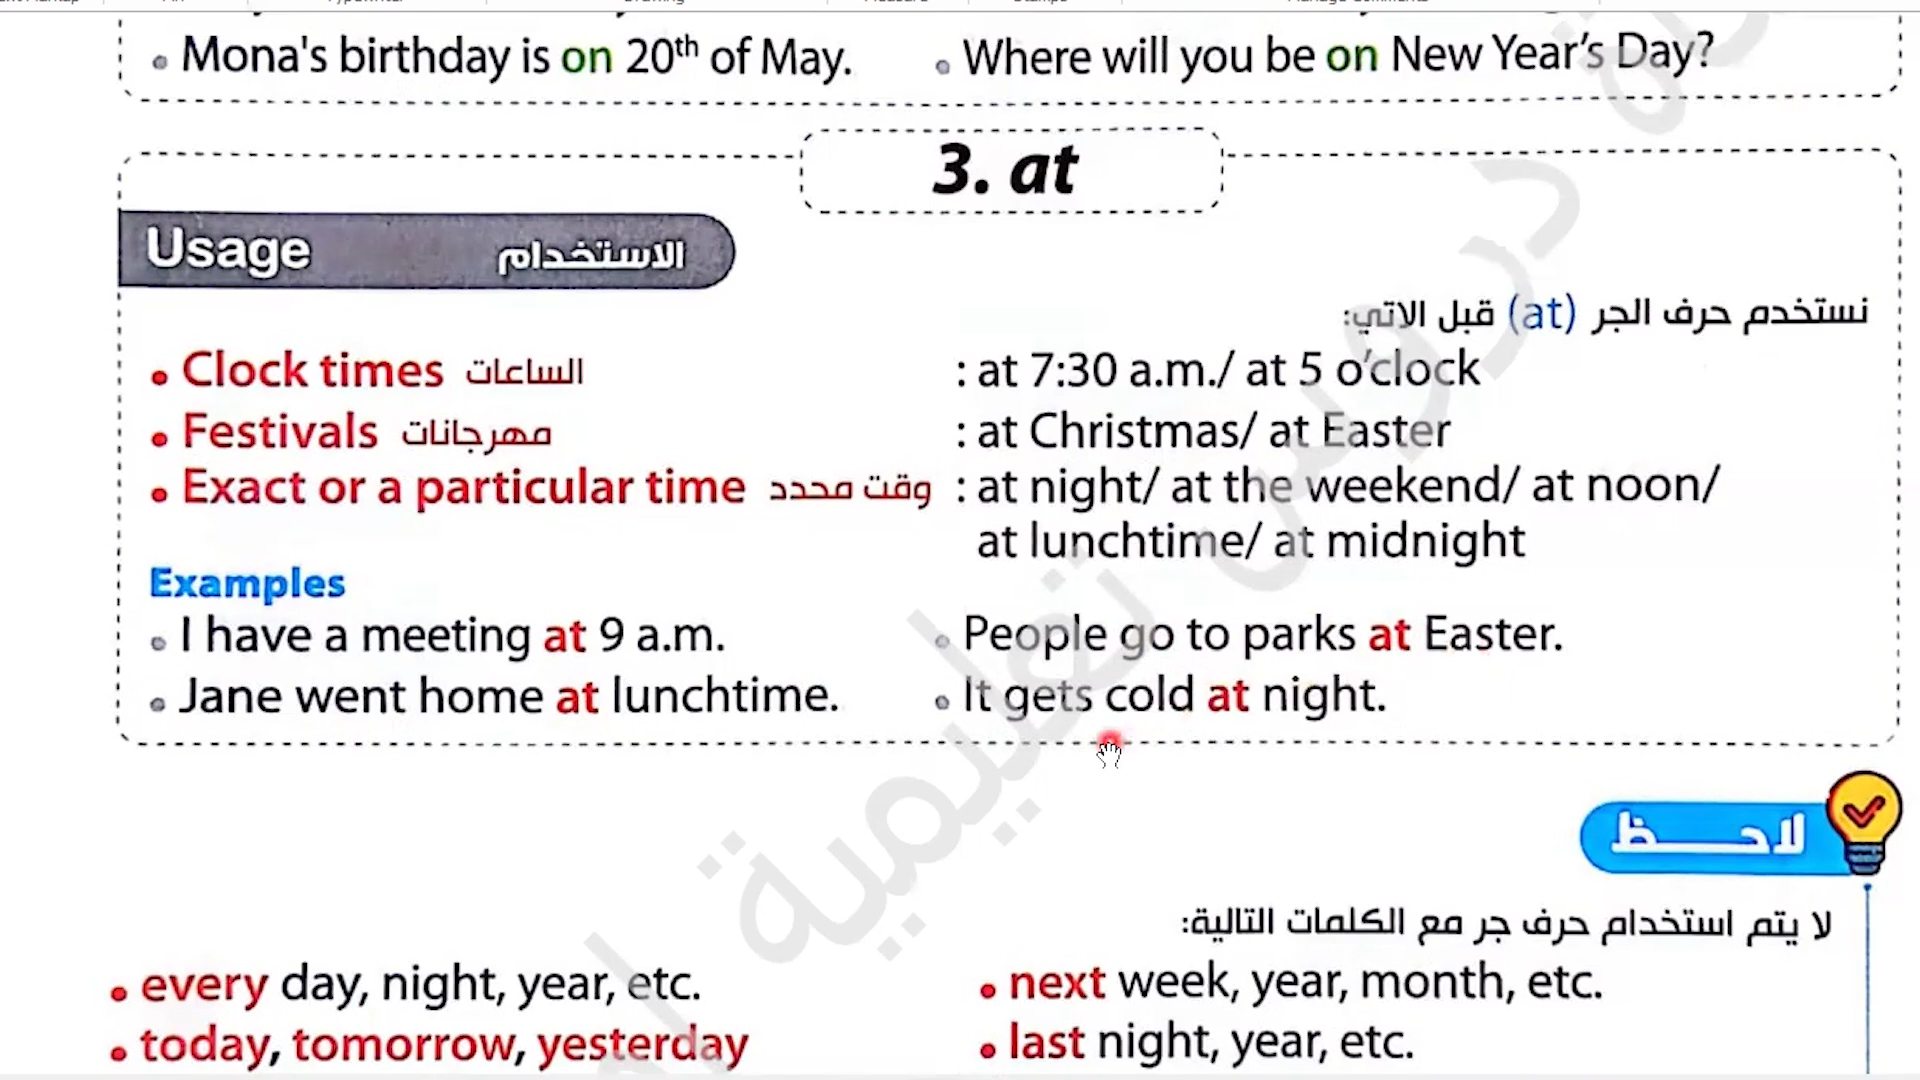 Mona's birthday is on 20th of May.
Where will you be on New Year's Day?
3. at
Usage الاستخدام
نستخدم حرف الجر (at) قبل الاتي:
Clock times الساعات : at 7:30 a.m./ at 5 o'clock
Festivals مهرجانات : at Christmas/ at Easter
Exact or a particular time وقت محدد : at night/ at the weekend/ at noon/
at lunchtime/ at midnight
Examples
I have a meeting at 9 a.m.
People go to parks at Easter.
Jane went home at lunchtime.
It gets cold at night.
لاحظ
لا يتم استخدام حرف جر مع الكلمات التالية:
every day, night, year, etc.
next week, year, month, etc.
today, tomorrow, yesterday
last night, year, etc.
دروس تعليمية